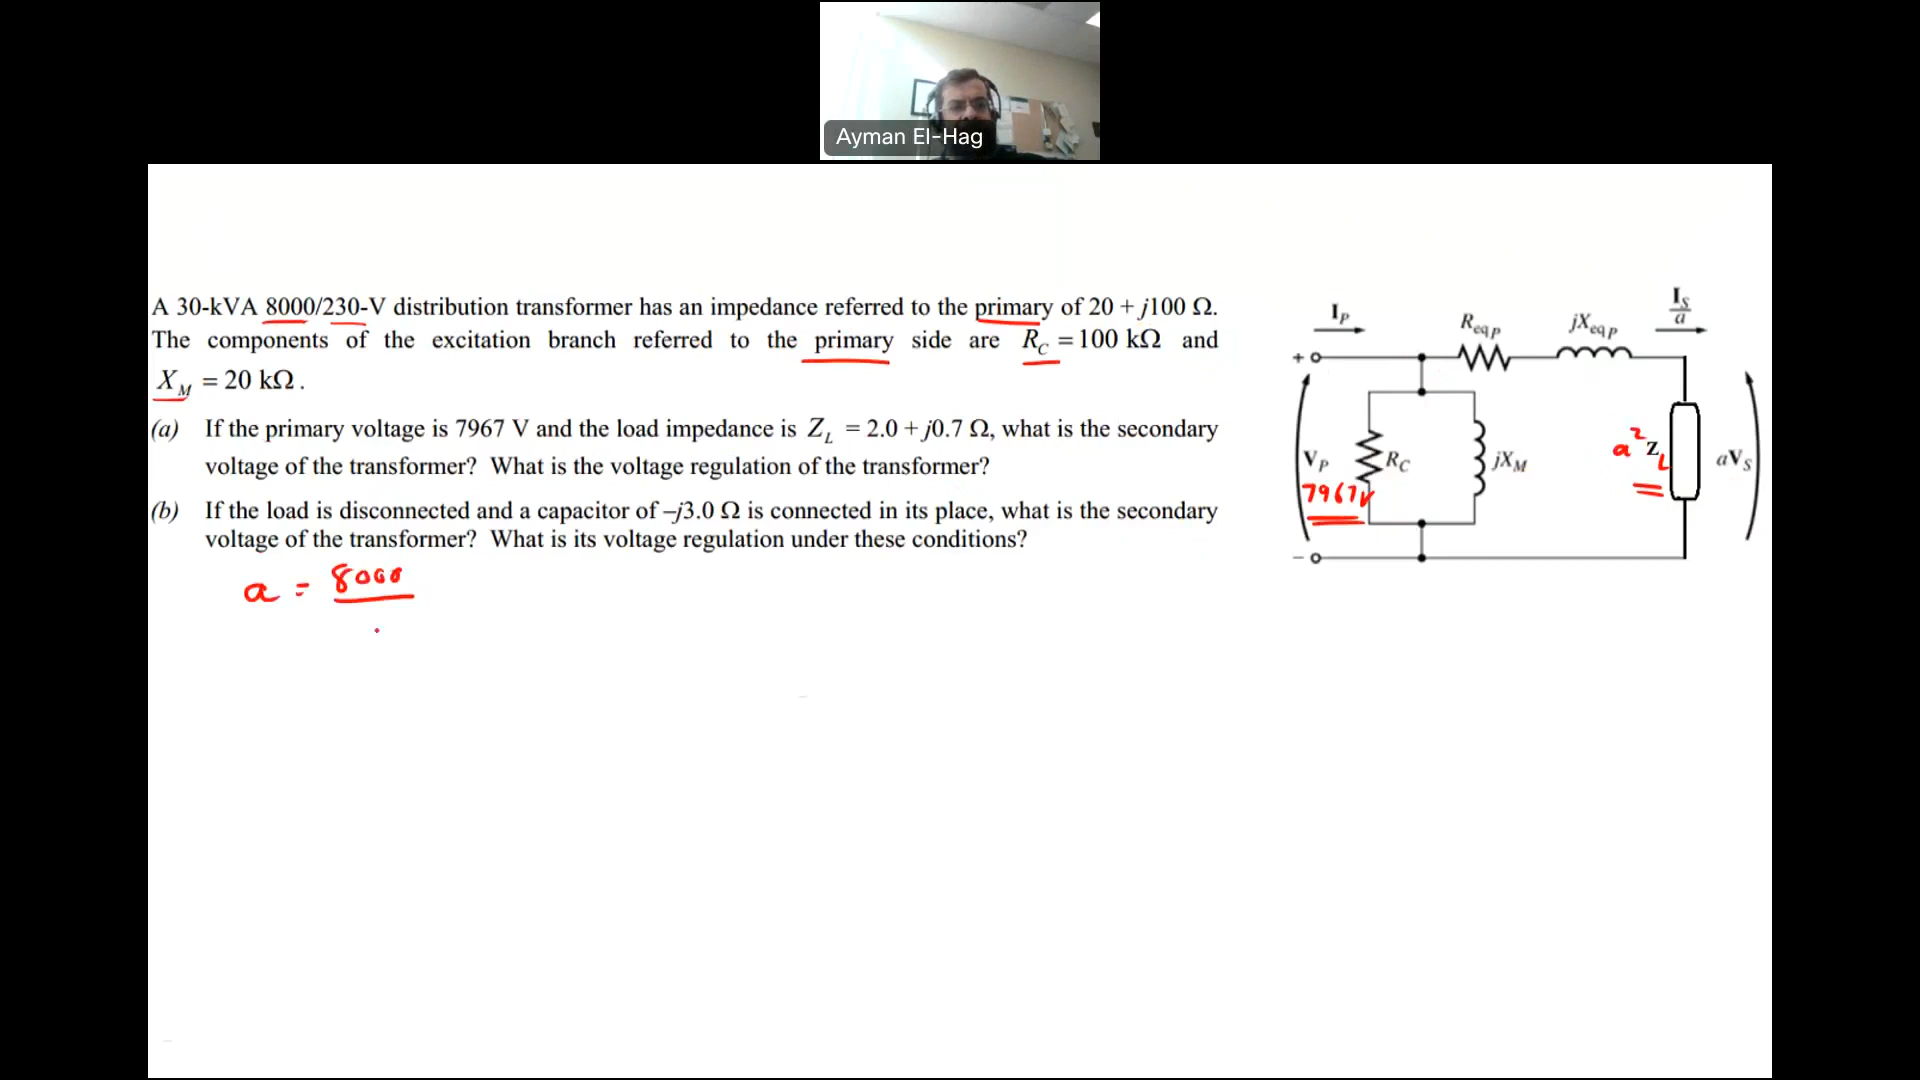 Ayman El-Hag
A 30-kVA 8000/230-V distribution transformer has an impedance referred to the primary of 20 + j100 Ω.
The components of the excitation branch referred to the primary side are R_C = 100 kΩ and
X_M = 20 kΩ.
(a) If the primary voltage is 7967 V and the load impedance is Z_L = 2.0 + j0.7 Ω, what is the secondary
voltage of the transformer? What is the voltage regulation of the transformer?
(b) If the load is disconnected and a capacitor of –j3.0 Ω is connected in its place, what is the secondary
voltage of the transformer? What is its voltage regulation under these conditions?
a = 8000
I_P
R_eqP
jX_eqP
I_S/a
+
V_P
7967V
R_C
jX_M
a² Z_L
aV_S
–